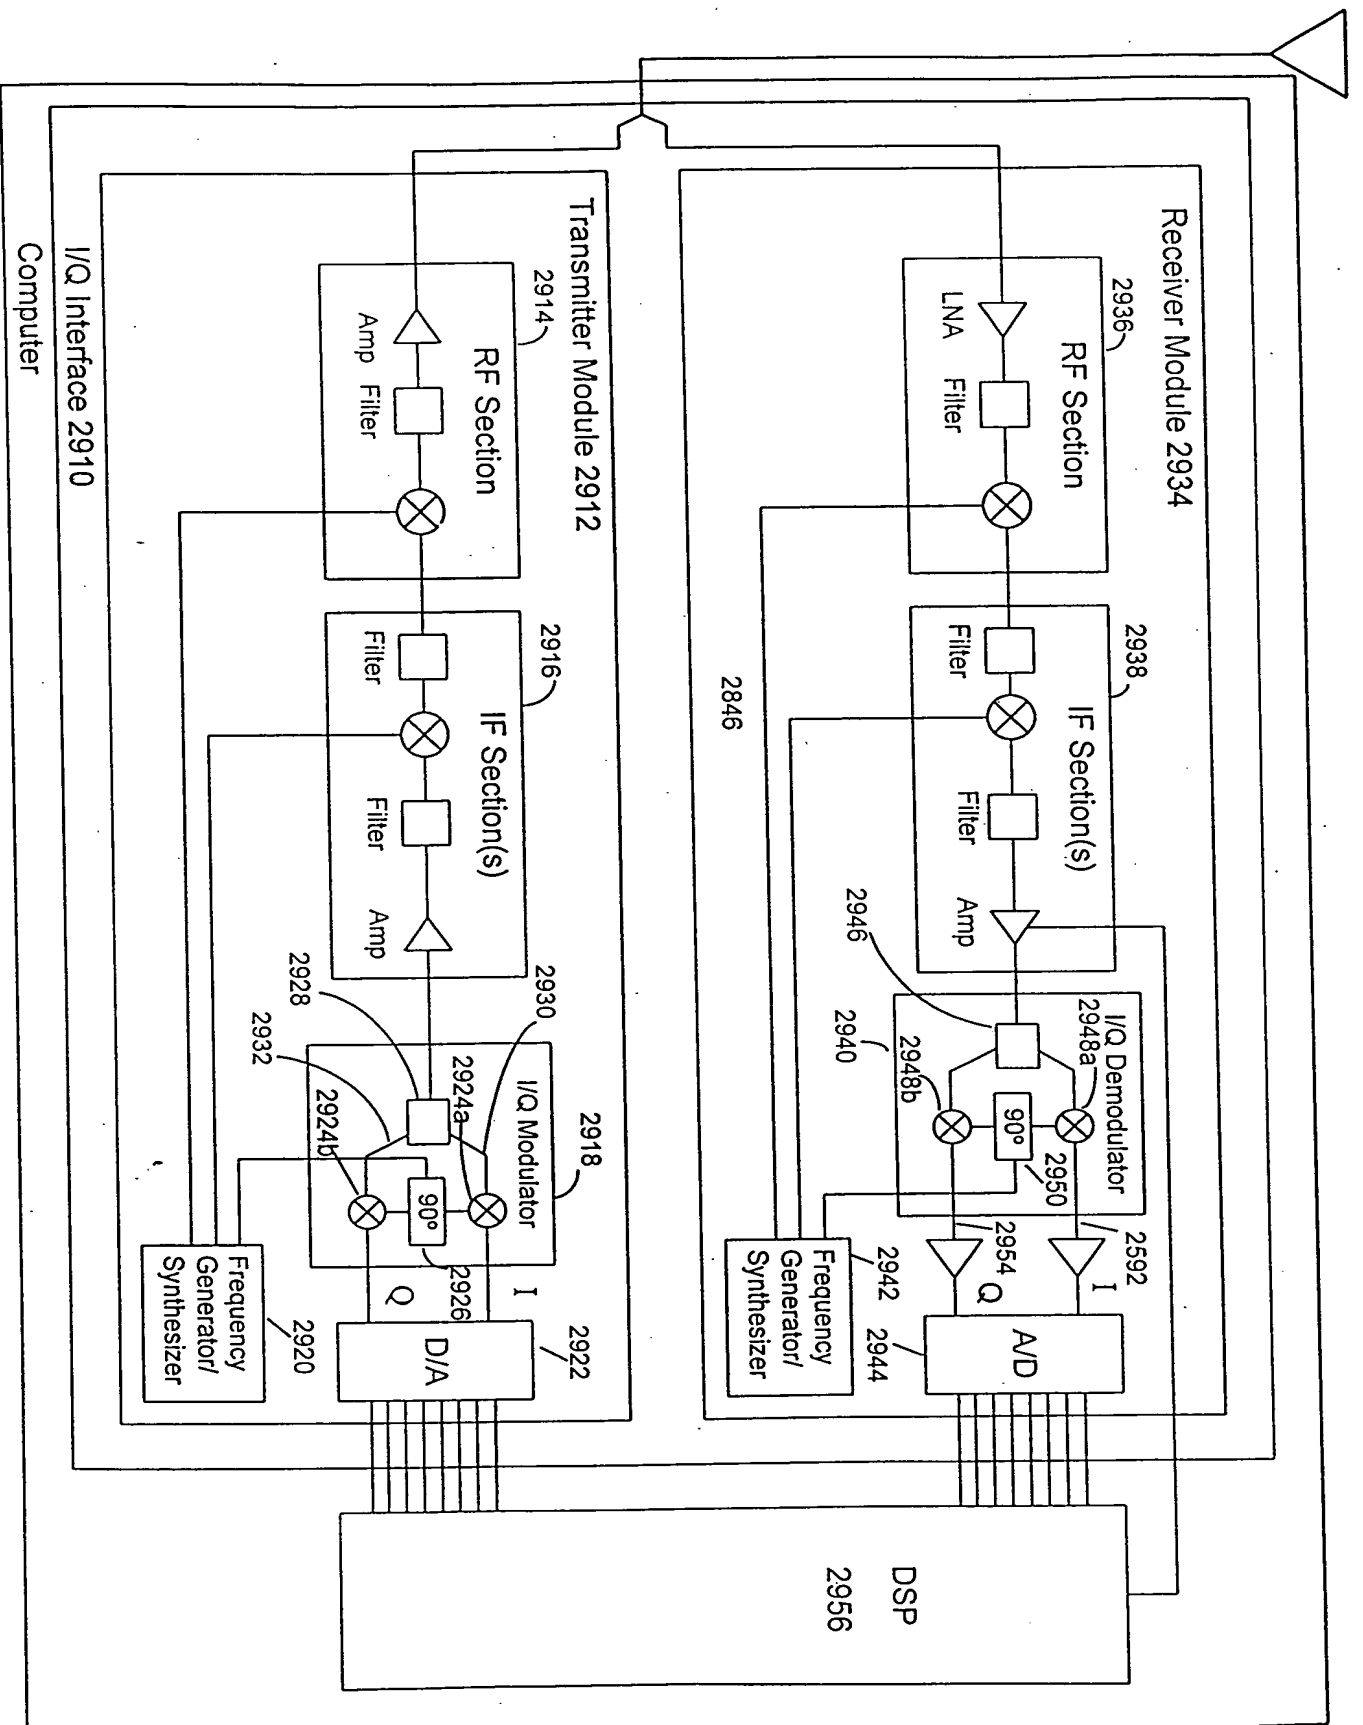 Receiver Module 2934
2936
RF Section
LNA
Filter
2938
IF Section(s)
Filter
Filter
Amp
2946
I/Q Demodulator
2948a
2948b
2940
90°
2950
2592
I
2954
Q
2942
Frequency
Generator/
Synthesizer
2944
A/D
2846
Transmitter Module 2912
2914
RF Section
Amp
Filter
2916
IF Section(s)
Filter
Filter
Amp
2930
2928
2932
2918
I/Q Modulator
2924a
2924b
90°
2926
I
Q
2920
Frequency
Generator/
Synthesizer
2922
D/A
DSP
2956
I/Q Interface 2910
Computer